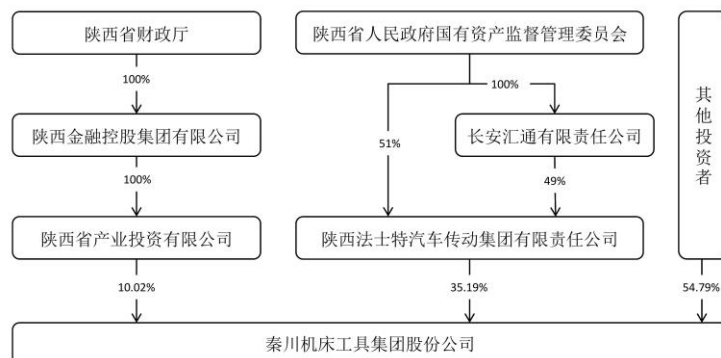 陕西省财政厅
陕西省人民政府国有资产监督管理委员会
其他投资者
100%
100%
陕西金融控股集团有限公司
51%
长安汇通有限责任公司
100%
49%
陕西省产业投资有限公司
陕西法士特汽车传动集团有限责任公司
10.02%
35.19%
54.79%
秦川机床工具集团股份公司